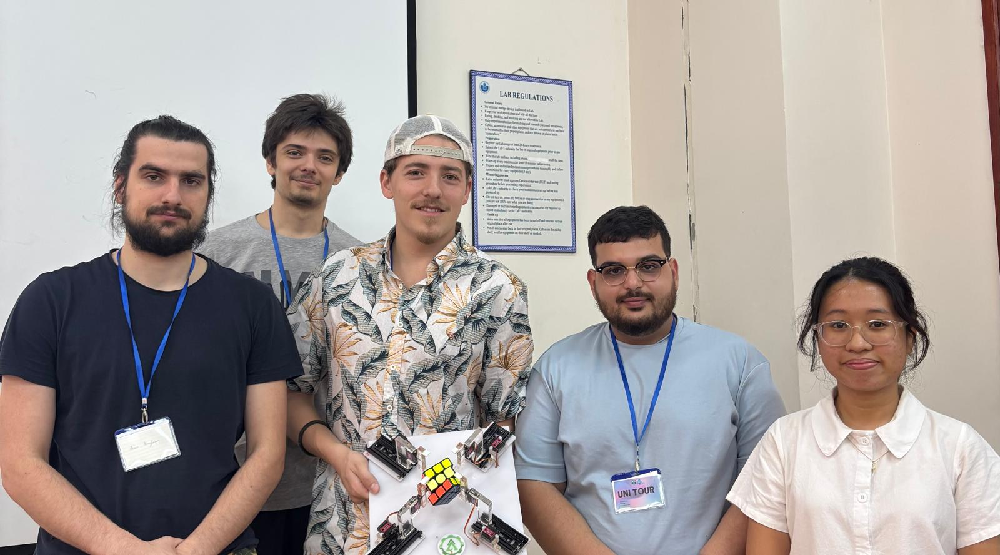 LAB REGULATIONS
General Rules:
No external storage device is allowed in Lab.
Keep your workspace clean and tidy all the time.
Eating, drinking, and smoking are not allowed in Lab.
Only experiment/testing for studying and research purposed are allowed.
Cables, accessories and other equipment that are not currently in use have
to be returned to their proper places and not thrown or placed aside
"somewhere."
Preparation
Register for Lab usage at least 24-hours in advance.
Submit the Lab's authority the list of required equipment prior to any
equipment.
Wear the lab uniform including shoes, at all the time.
Warm-up every equipment at least 15 minutes before using.
Prepare and understand measurement procedures thoroughly and follow
instructions for every equipment (if any).
Measuring process
Lab's authority must approve Device-under-test (DUT) and testing
procedure before proceeding experiment.
Ask Lab's authority to check your measurement set-up before it is
powered up.
Do not turn on, press any button or plug accessories in any equipment if
you are not 100% sure what you are doing.
Damaged or malfunctioned equipment or accessories are required to
report immediately to the Lab's authority.
Finish-up
Make sure that all equipment has been turned off and returned to their
original place after use.
Put all accessories back in their original places. Cables on the cables
shelf, smaller equipment on their shelf as marked.
UNI TOUR